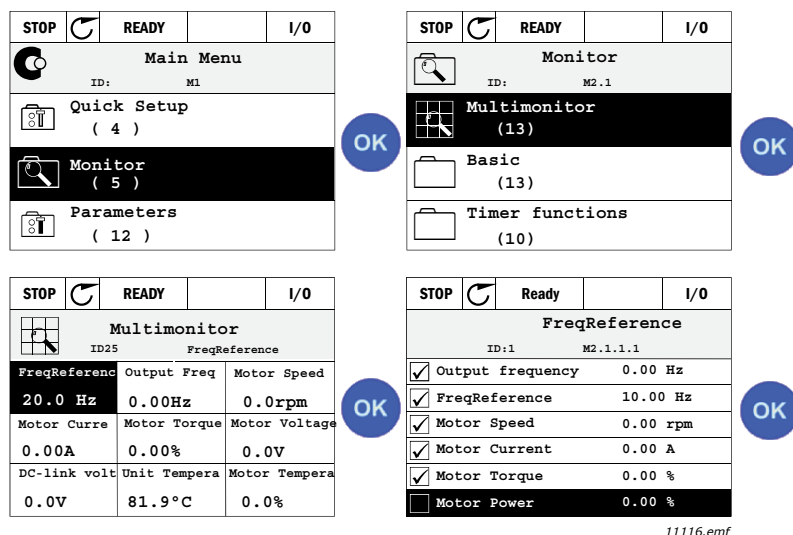 STOP READY I/O
Main Menu
ID: M1
Quick Setup
( 4 )
Monitor
( 5 )
Parameters
( 12 )
OK
STOP READY I/O
Monitor
ID: M2.1
Multimonitor
(13)
Basic
(13)
Timer functions
(10)
OK
STOP READY I/O
Multimonitor
ID25 FreqReference
FreqReferenc Output Freq Motor Speed
20.0 Hz 0.00Hz 0.0rpm
Motor Curre Motor Torque Motor Voltage
0.00A 0.00% 0.0V
DC-link volt Unit Tempera Motor Tempera
0.0V 81.9°C 0.0%
OK
STOP Ready I/O
FreqReference
ID:1 M2.1.1.1
Output frequency 0.00 Hz
FreqReference 10.00 Hz
Motor Speed 0.00 rpm
Motor Current 0.00 A
Motor Torque 0.00 %
Motor Power 0.00 %
OK
11116.emf